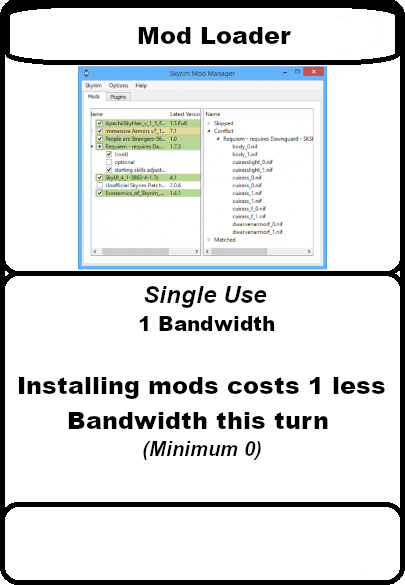 Mod Loader
Skyrim Mod Manager
Skyrim Options Help
Mods Plugins
ame Latest Versio
ApachiiSkyHair_v_1_5_F... 1.5.Full
Immersive Armors v7_1... 7.1
People are Strangers-56... 1.0
Requiem - requires Da... 1.7.3
[root]
optional
starting skills adjust...
SkyUI_4_1-3863-4-1.7z 4.1
Unofficial Skyrim Patch... 2.0.6
Economics_of_Skyrim_... 1.4.1
Name
Skipped
Conflict
Requiem - requires Dawnguard - SKSE
body_0.nif
body_1.nif
cuirasslight_0.nif
cuirasslight_1.nif
cuirass_0.nif
cuirass_0.nif
cuirass_1.nif
cuirass_1.nif
cuirass_f_0.nif
cuirass_f_1.nif
dwarvenarmorf_0.nif
dwarvenarmorf_1.nif
Matched
Single Use
1 Bandwidth
Installing mods costs 1 less
Bandwidth this turn
(Minimum 0)